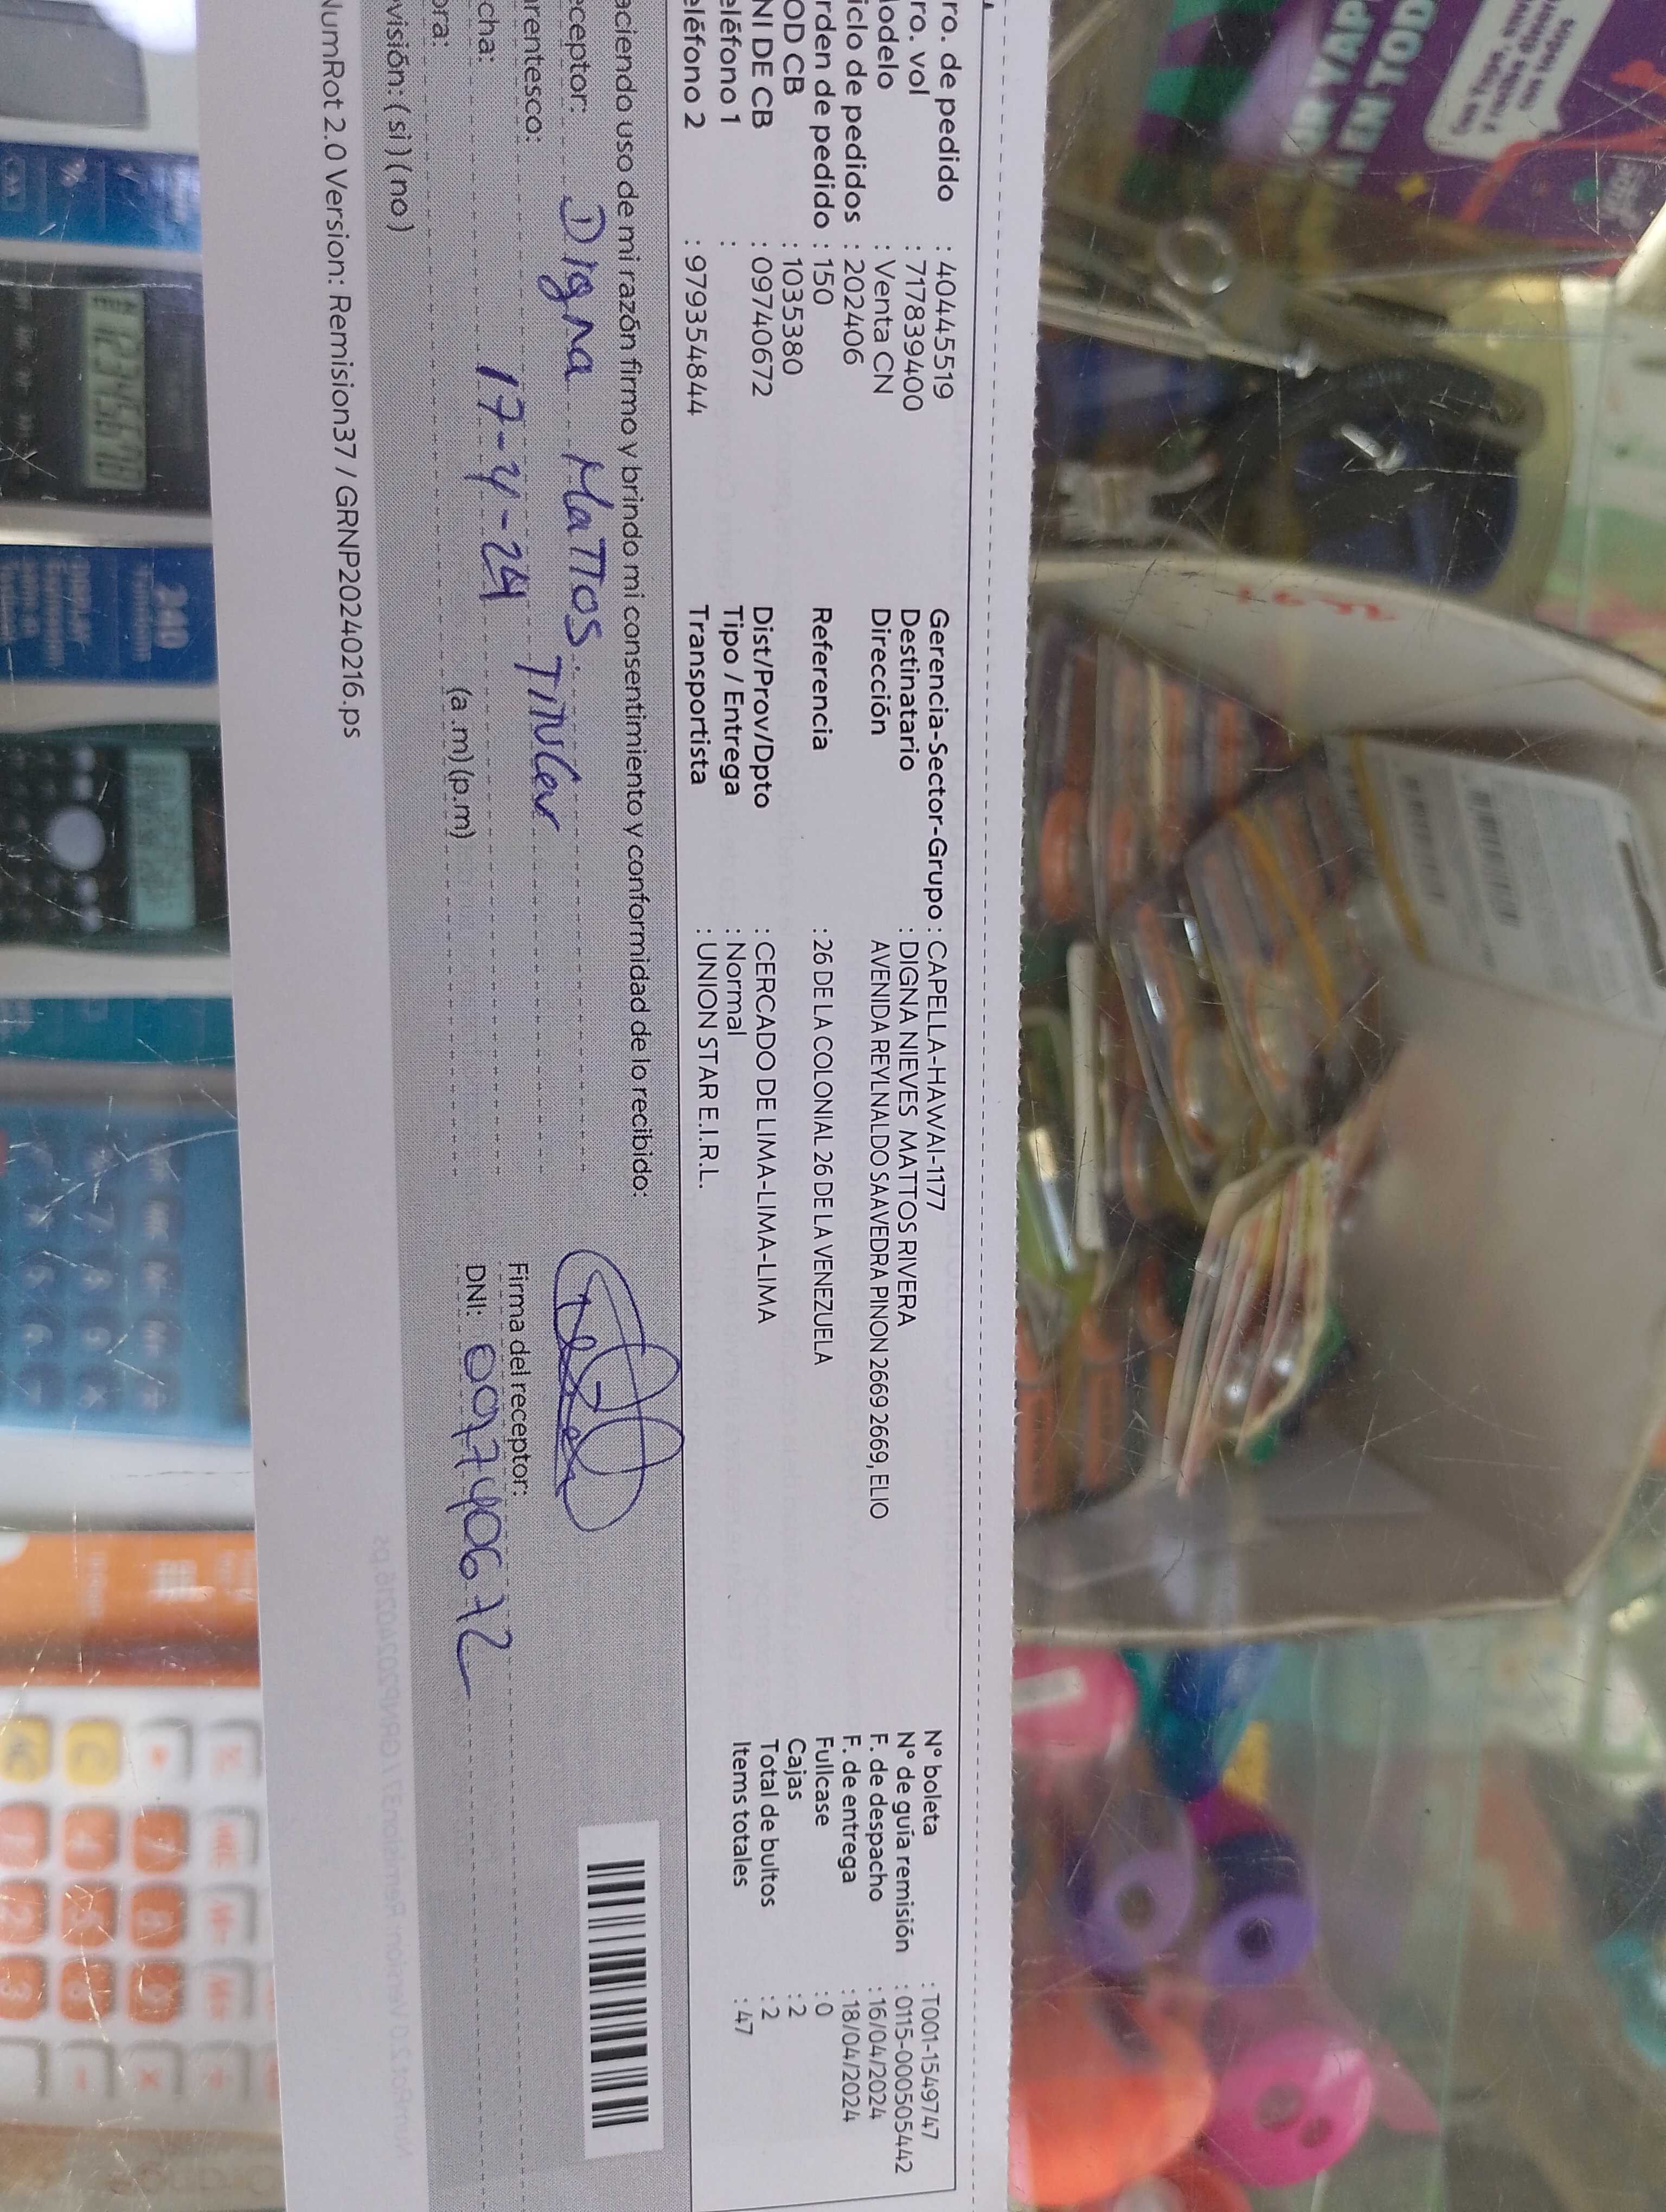 ro. de pedido : 404445519
ro. vol : 717839400
odelo : Venta CN
iclo de pedidos : 202406
rden de pedido : 150
OD CB : 1035380
NI DE CB : 09740672
eléfono 1 :
eléfono 2 : 979354844
Gerencia-Sector-Grupo : CAPELLA-HAWAI-1177
Destinatario : DIGNA NIEVES MATTOS RIVERA
Dirección AVENIDA REYLNALDO SAAVEDRA PINON 2669 2669, ELIO
Referencia : 26 DE LA COLONIAL 26 DE LA VENEZUELA
Dist/Prov/Dpto : CERCADO DE LIMA-LIMA-LIMA
Tipo / Entrega : Normal
Transportista : UNION STAR E.I.R.L.
N° boleta : T001-1549747
N° de guía remisión : 0115-000505442
F. de despacho : 16/04/2024
F. de entrega : 18/04/2024
Fullcase : 0
Cajas : 2
Total de bultos : 2
Items totales : 47
aciendo uso de mi razón firmo y brindo mi consentimiento y conformidad de lo recibido:
eceptor: Digna Mattos
rentesco:
cha: 17-4-24
ora: (a.m)(p.m)
visión: (si) (no)
Firma del receptor:
DNI: 09740672
NumRot 2.0 Version: Remision37 / GRNP20240216.ps
EN TOD
240